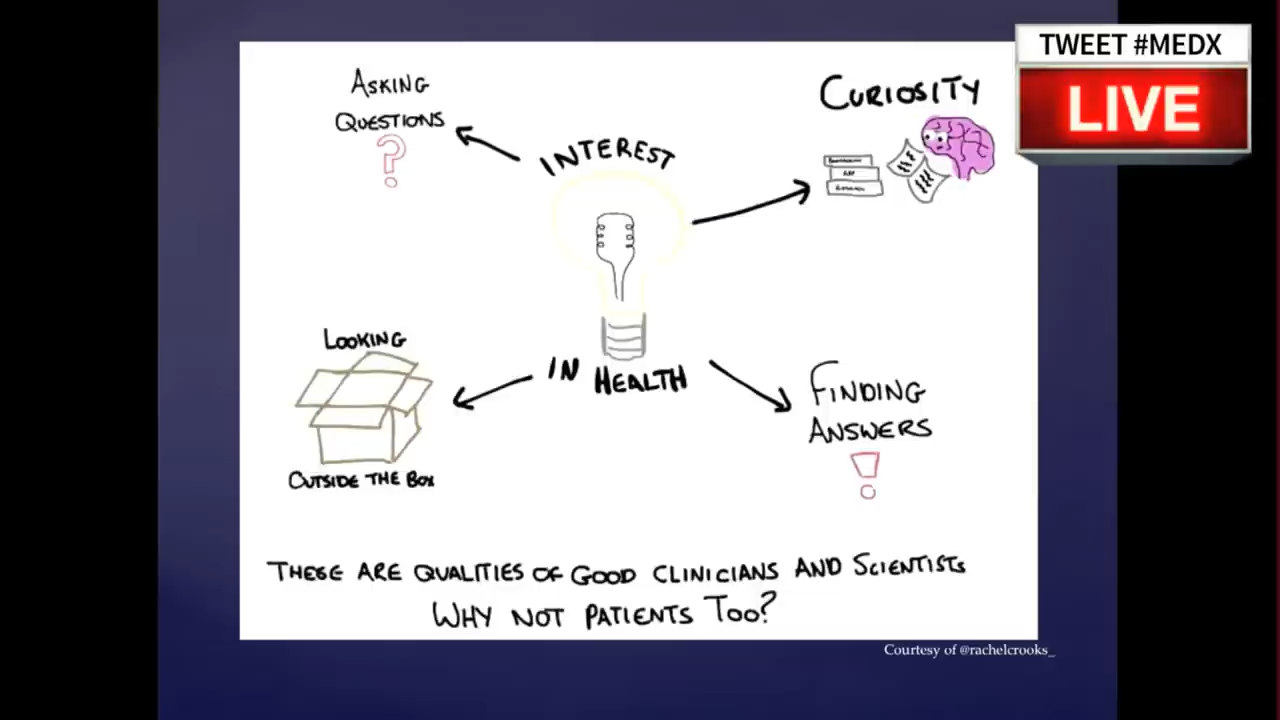 TWEET #MEDX
LIVE
ASKING
QUESTIONS
?
CURIOSITY
INTEREST
IN HEALTH
LOOKING
OUTSIDE THE BOX
FINDING
ANSWERS
!
THESE ARE QUALITIES OF GOOD CLINICIANS AND SCIENTISTS
WHY NOT PATIENTS TOO?
Courtesy of @rachelcrooks_